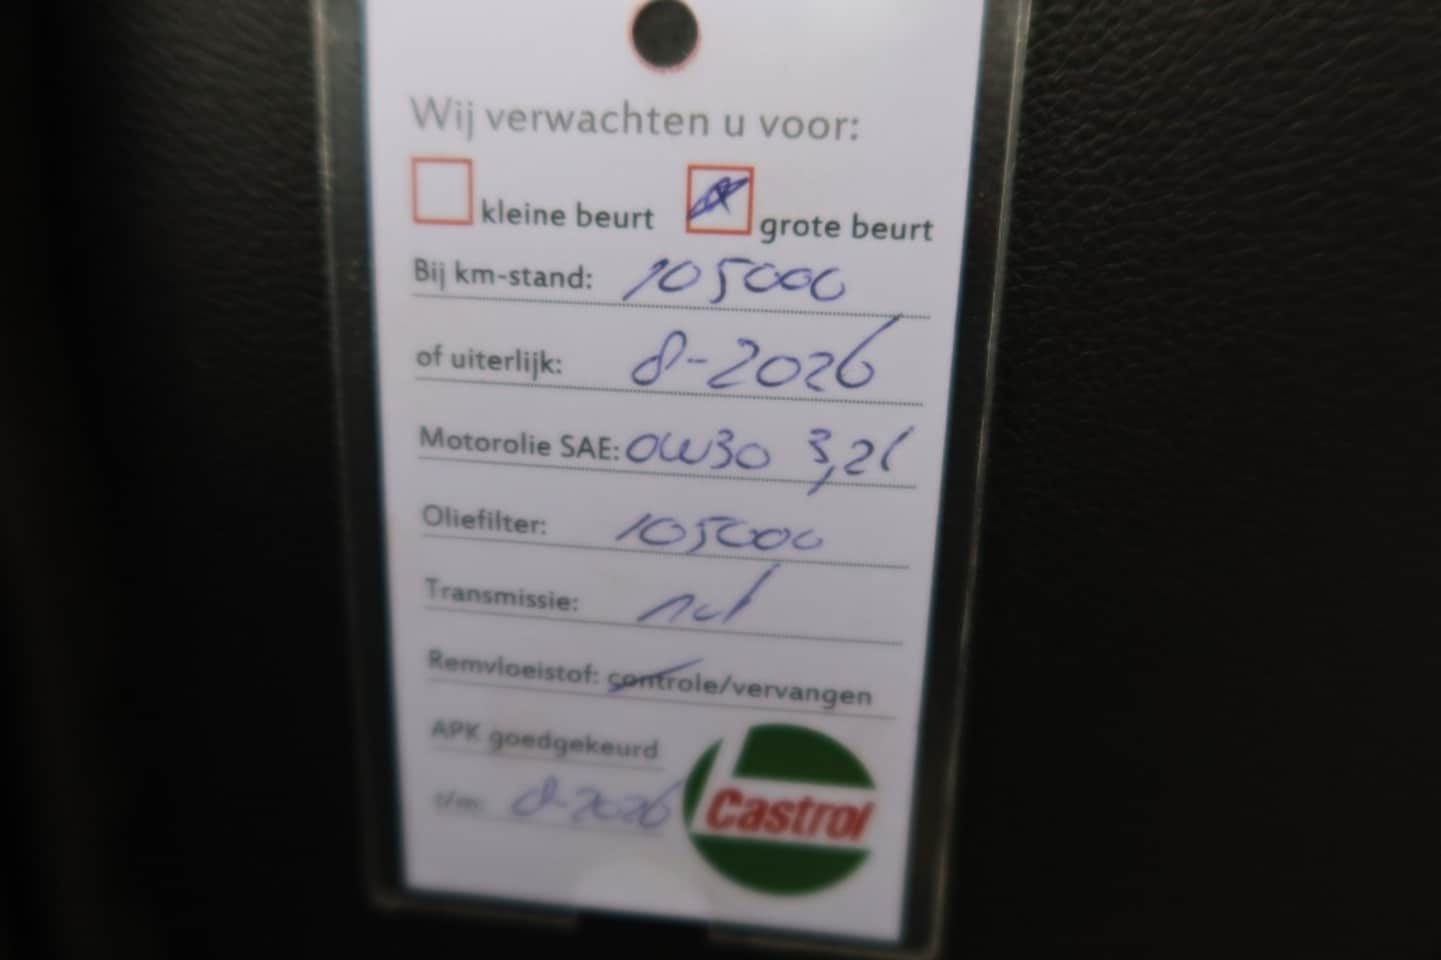 Wij verwachten u voor:
kleine beurt grote beurt
Bij km-stand: 105000
of uiterlijk: 8-2026
Motorolie SAE: 0W30 3,2l
Oliefilter: 105000
Transmissie:
Remvloeistof: controle/vervangen
APK goedgekeurd
t/m: 8-2026
Castrol